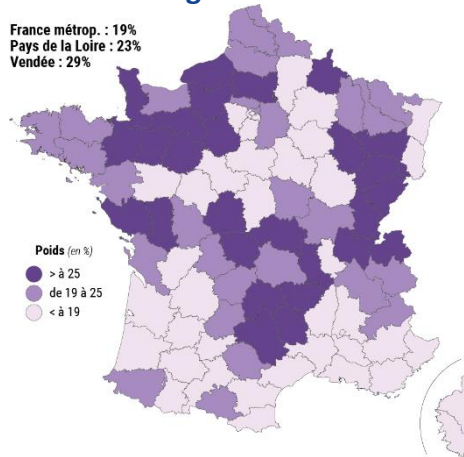 France métrop. : 19%
Pays de la Loire : 23%
Vendée : 29%
Poids (en %)
> à 25
de 19 à 25
< à 19